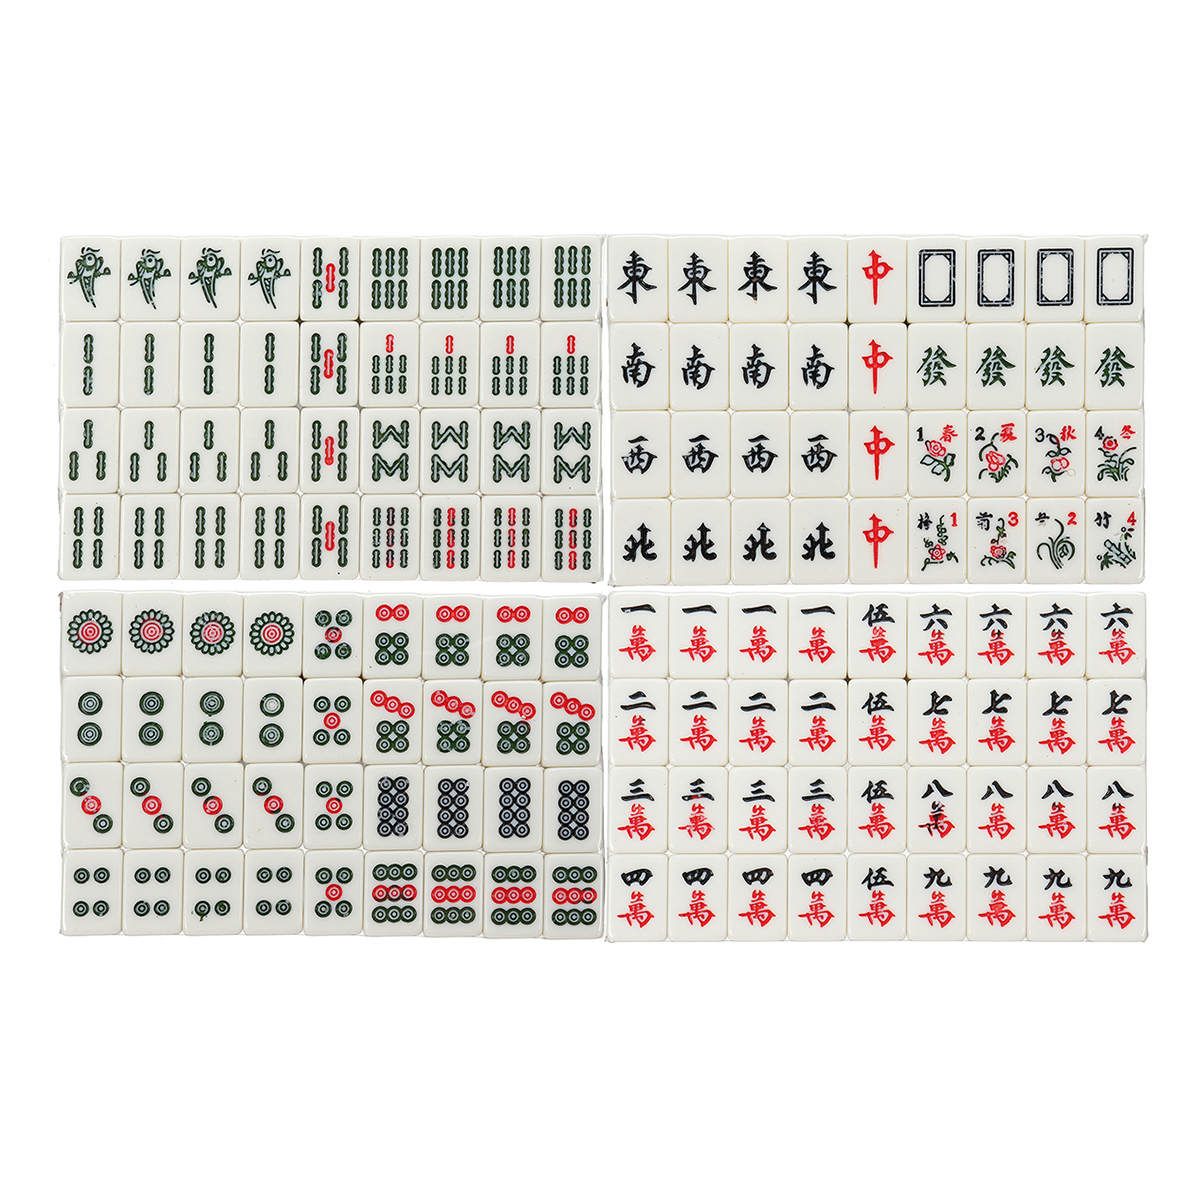 東 東 東 東 中
南 南 南 南 中 發 發 發 發
西 西 西 西 中 1春 2夏 3秋 4冬
北 北 北 北 中 1 3 2 竹4
一 一 一 一 伍 六 六 六 六
萬 萬 萬 萬 萬 萬 萬 萬 萬
二 二 二 二 伍 七 七 七 七
萬 萬 萬 萬 萬 萬 萬 萬 萬
三 三 三 三 伍 八 八 八 八
萬 萬 萬 萬 萬 萬 萬 萬 萬
四 四 四 四 伍 九 九 九 九
萬 萬 萬 萬 萬 萬 萬 萬 萬